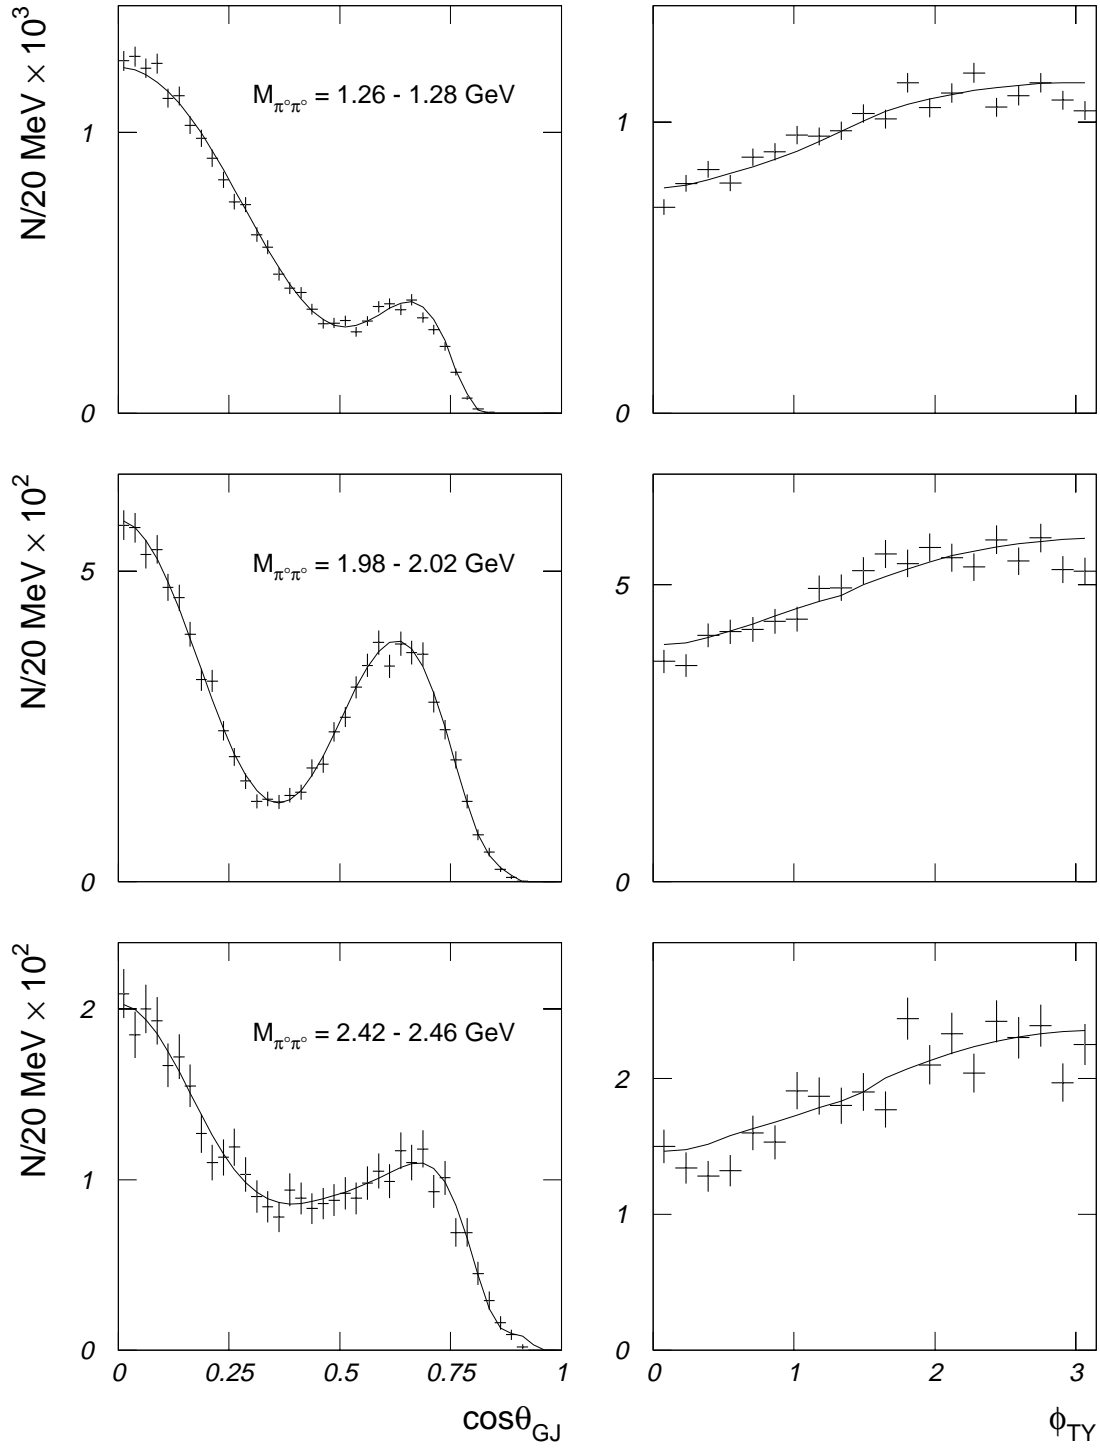 N/20 MeV × 10³
1
0
M_π°π° = 1.26 - 1.28 GeV
1
0
N/20 MeV × 10²
5
0
M_π°π° = 1.98 - 2.02 GeV
5
0
N/20 MeV × 10²
2
1
0
M_π°π° = 2.42 - 2.46 GeV
0 0.25 0.5 0.75 1
cosθ_GJ
2
1
0
0 1 2 3
ϕ_TY